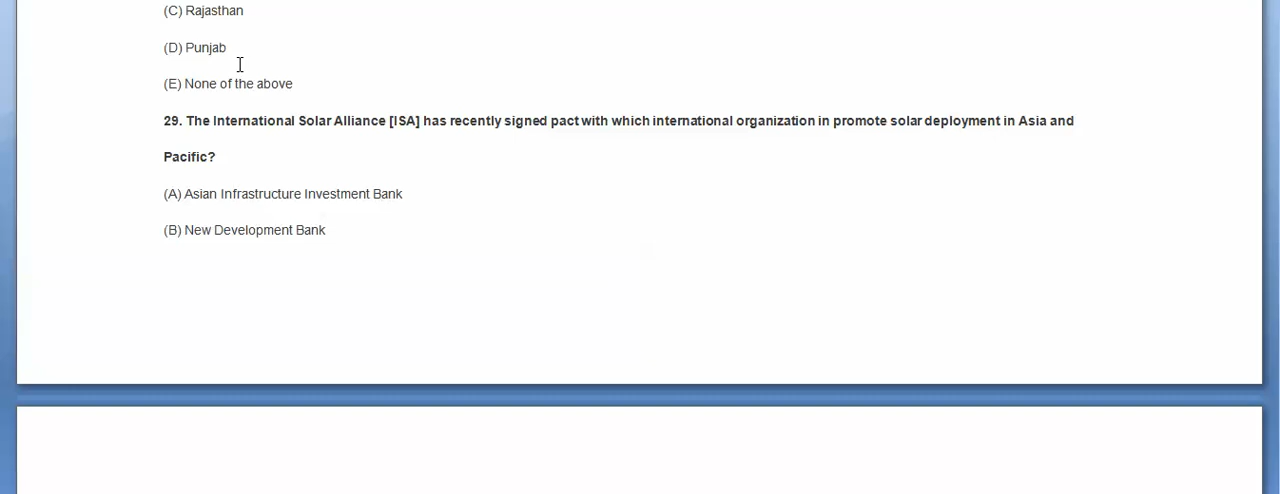 (C) Rajasthan
(D) Punjab
(E) None of the above
29. The International Solar Alliance [ISA] has recently signed pact with which international organization in promote solar deployment in Asia and
Pacific?
(A) Asian Infrastructure Investment Bank
(B) New Development Bank